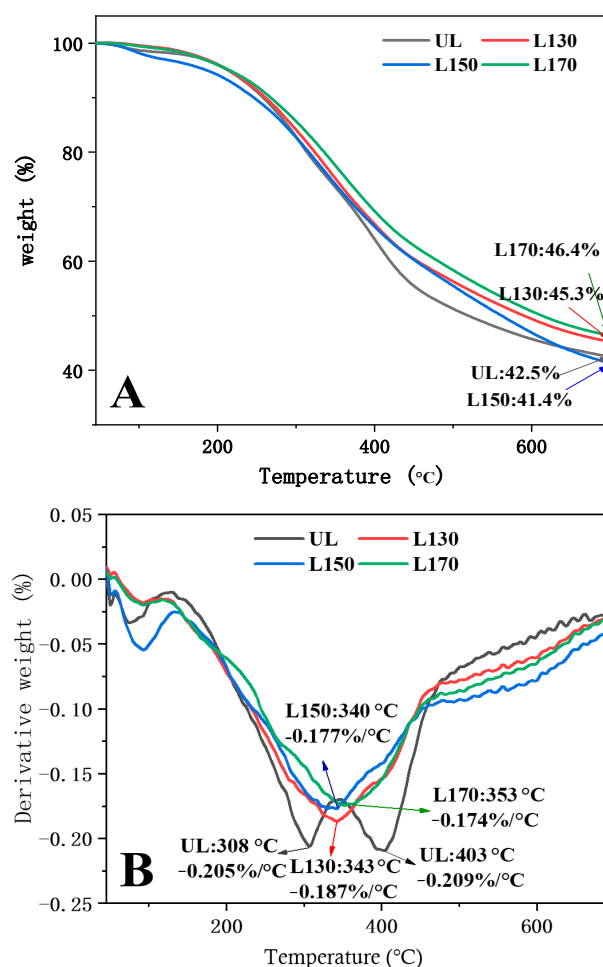 UL L130
L150 L170
100
80
60
40
weight (%)
L170:46.4%
L130:45.3%
UL:42.5%
L150:41.4%
A
200 400 600
Temperature (°C)
0.05
0.00
−0.05
−0.10
−0.15
−0.20
−0.25
Derivative weight (%)
UL L130
L150 L170
L150:340 °C
-0.177%/°C
L170:353 °C
−0.174%/°C
UL:308 °C
−0.205%/°C
L130:343°C
−0.187%/°C
UL:403 °C
−0.209%/°C
B
200 400 600
Temperature (°C)